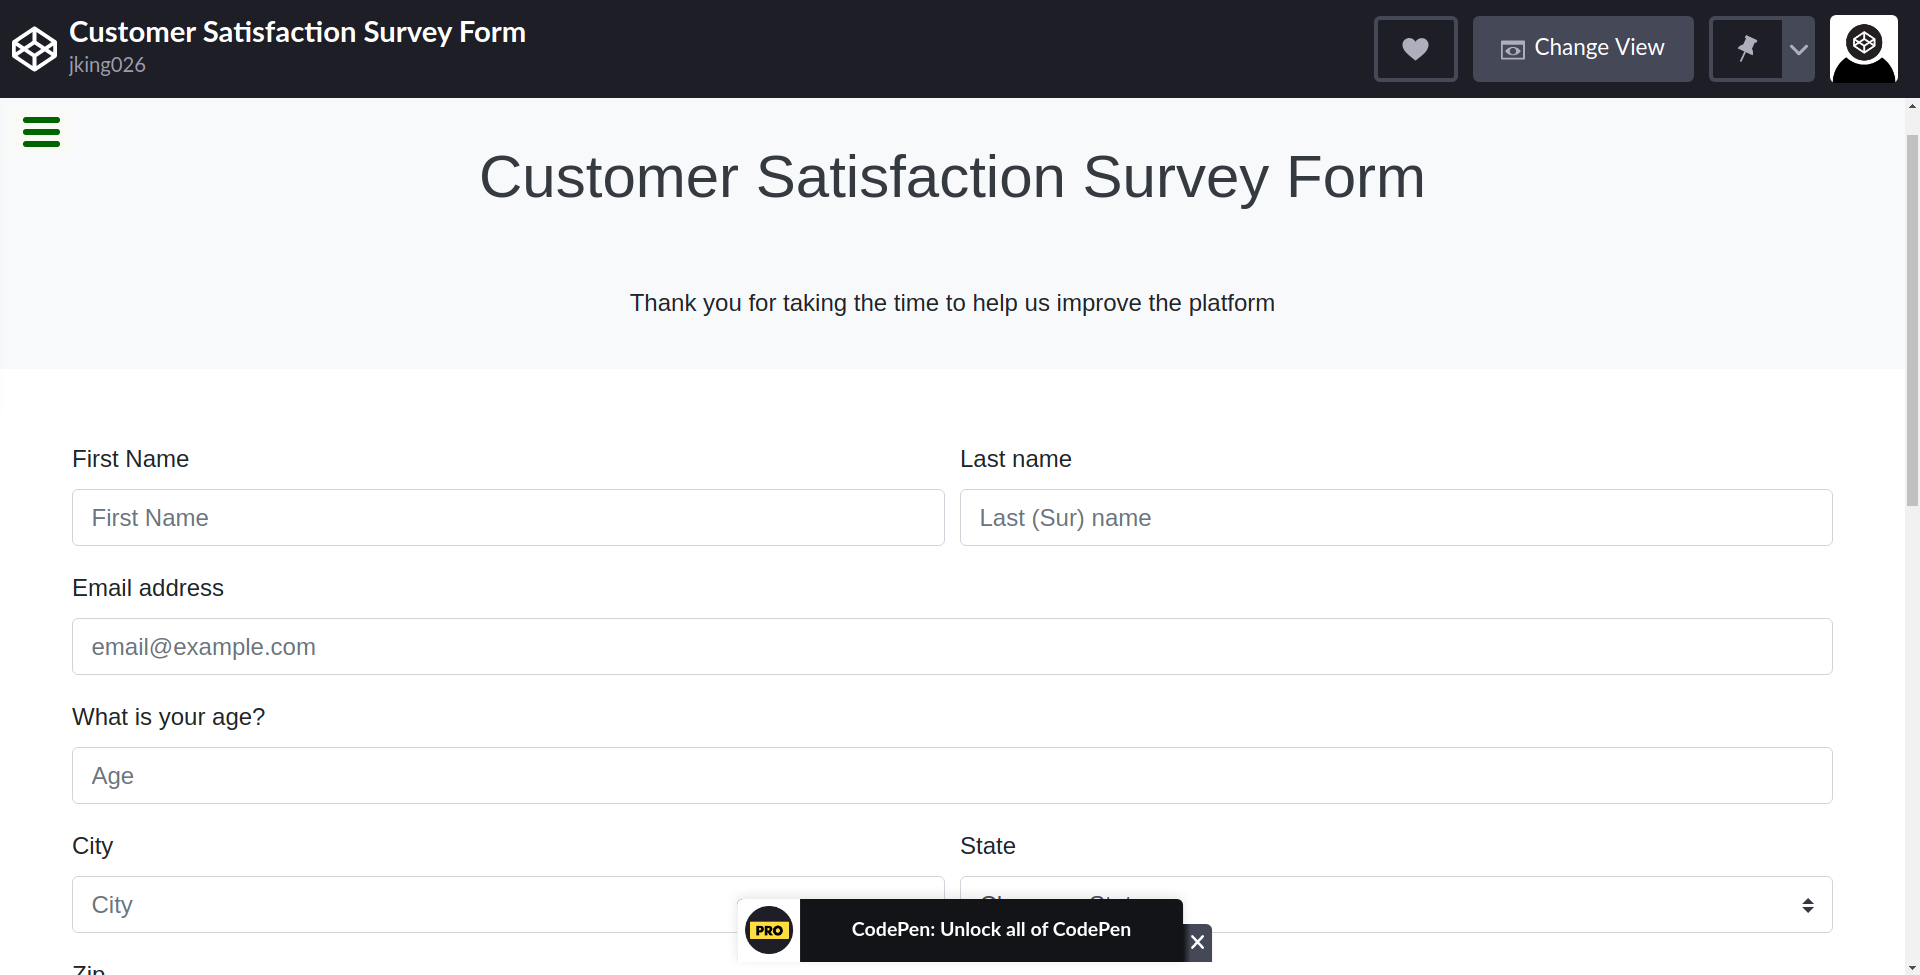 Customer Satisfaction Survey Form
jking026
Change View
Customer Satisfaction Survey Form
Thank you for taking the time to help us improve the platform
First Name
Last name
First Name
Last (Sur) name
Email address
email@example.com
What is your age?
Age
City
State
City
PRO
CodePen: Unlock all of CodePen
Zip